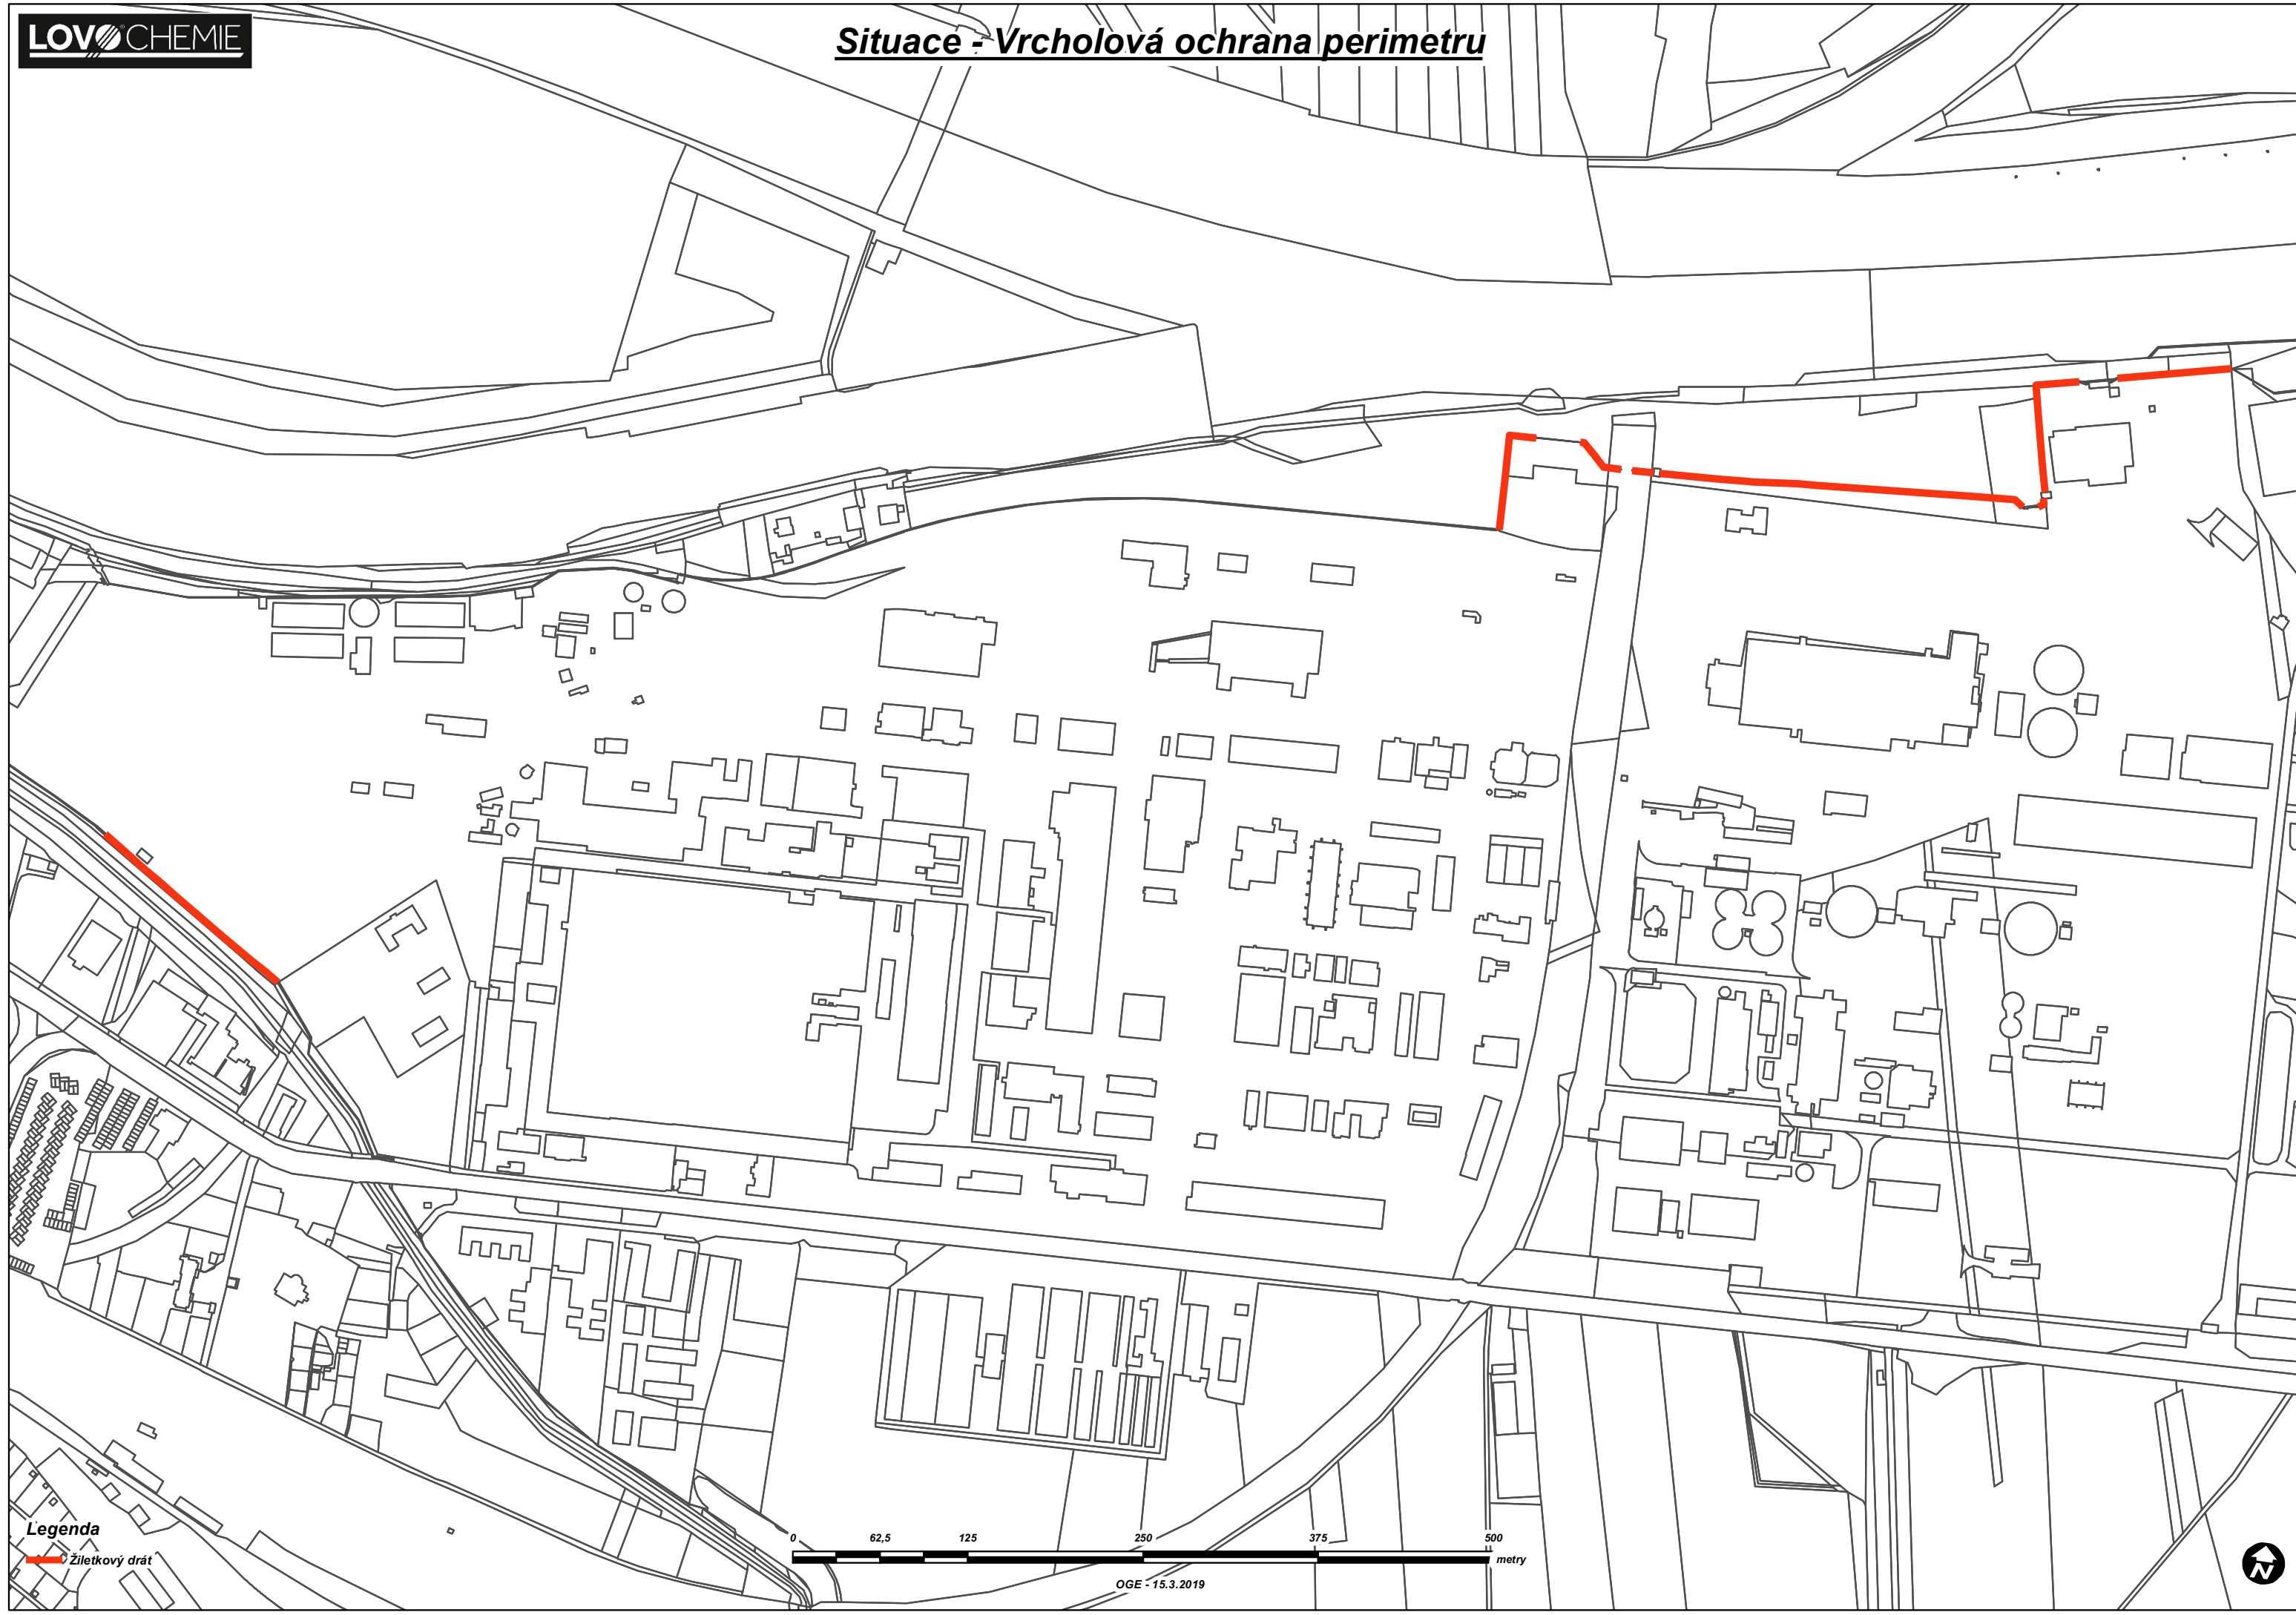 LOVOCHEMIE
Situace - Vrcholová ochrana perimetru
Legenda
Žiletkový drát
0 62,5 125 250 375 500
metry
OGE - 15.3.2019
N